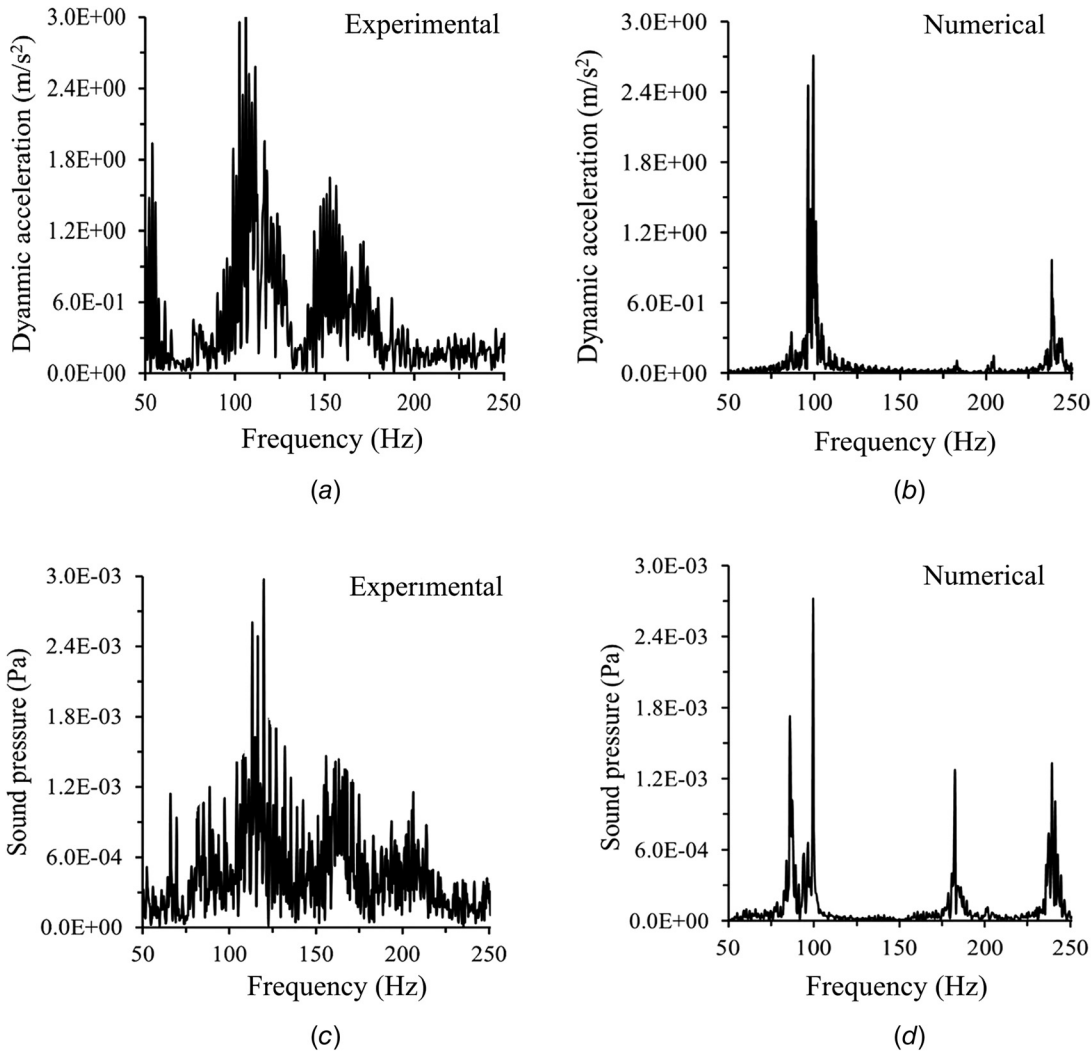 Experimental
Dyanmic acceleration (m/s²)
3.0E+00
2.4E+00
1.8E+00
1.2E+00
6.0E-01
0.0E+00
50 100 150 200 250
Frequency (Hz)
(a)
Numerical
Dynamic acceleration (m/s²)
3.0E+00
2.4E+00
1.8E+00
1.2E+00
6.0E-01
0.0E+00
50 100 150 200 250
Frequency (Hz)
(b)
Experımental
Sound pressure (Pa)
3.0E-03
2.4E-03
1.8E-03
1.2E-03
6.0E-04
0.0E+00
50 100 150 200 250
Frequency (Hz)
(c)
Numerical
Sound pressure (Pa)
3.0E-03
2.4E-03
1.8E-03
1.2E-03
6.0E-04
0.0E+00
50 100 150 200 250
Frequency (Hz)
(d)